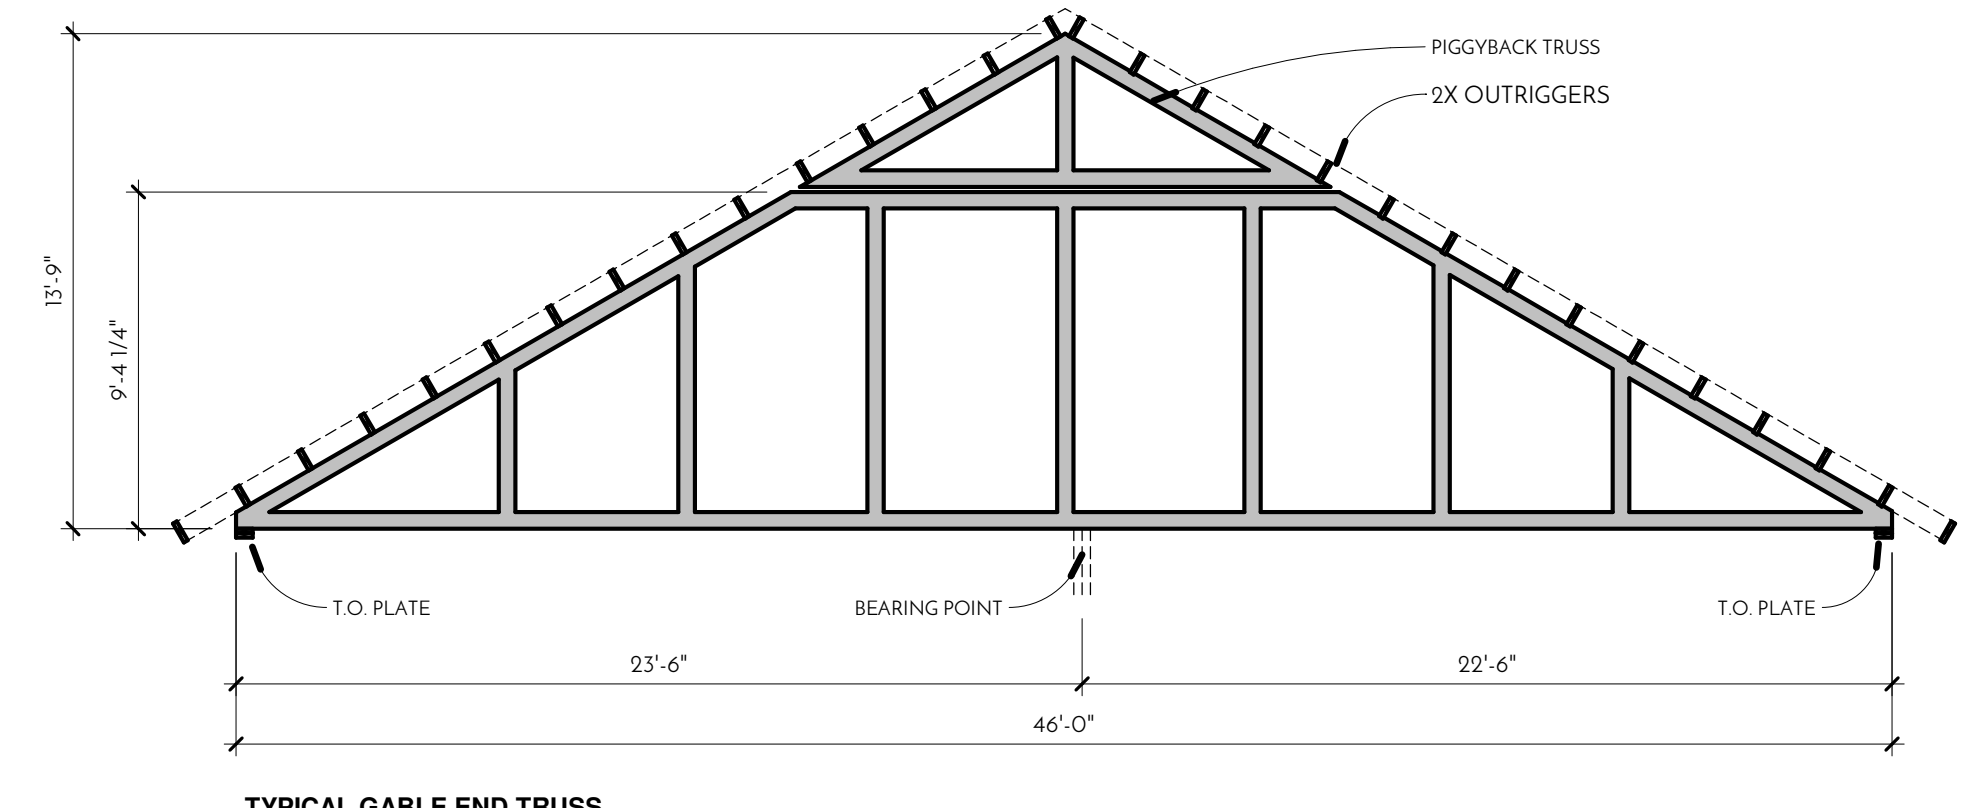 PIGGYBACK TRUSS
2X OUTRIGGERS
13'-9"
9'-4 1/4"
T.O. PLATE
BEARING POINT
T.O. PLATE
23'-6"
22'-6"
46'-0"
TYPICAL GABLE END TRUSS